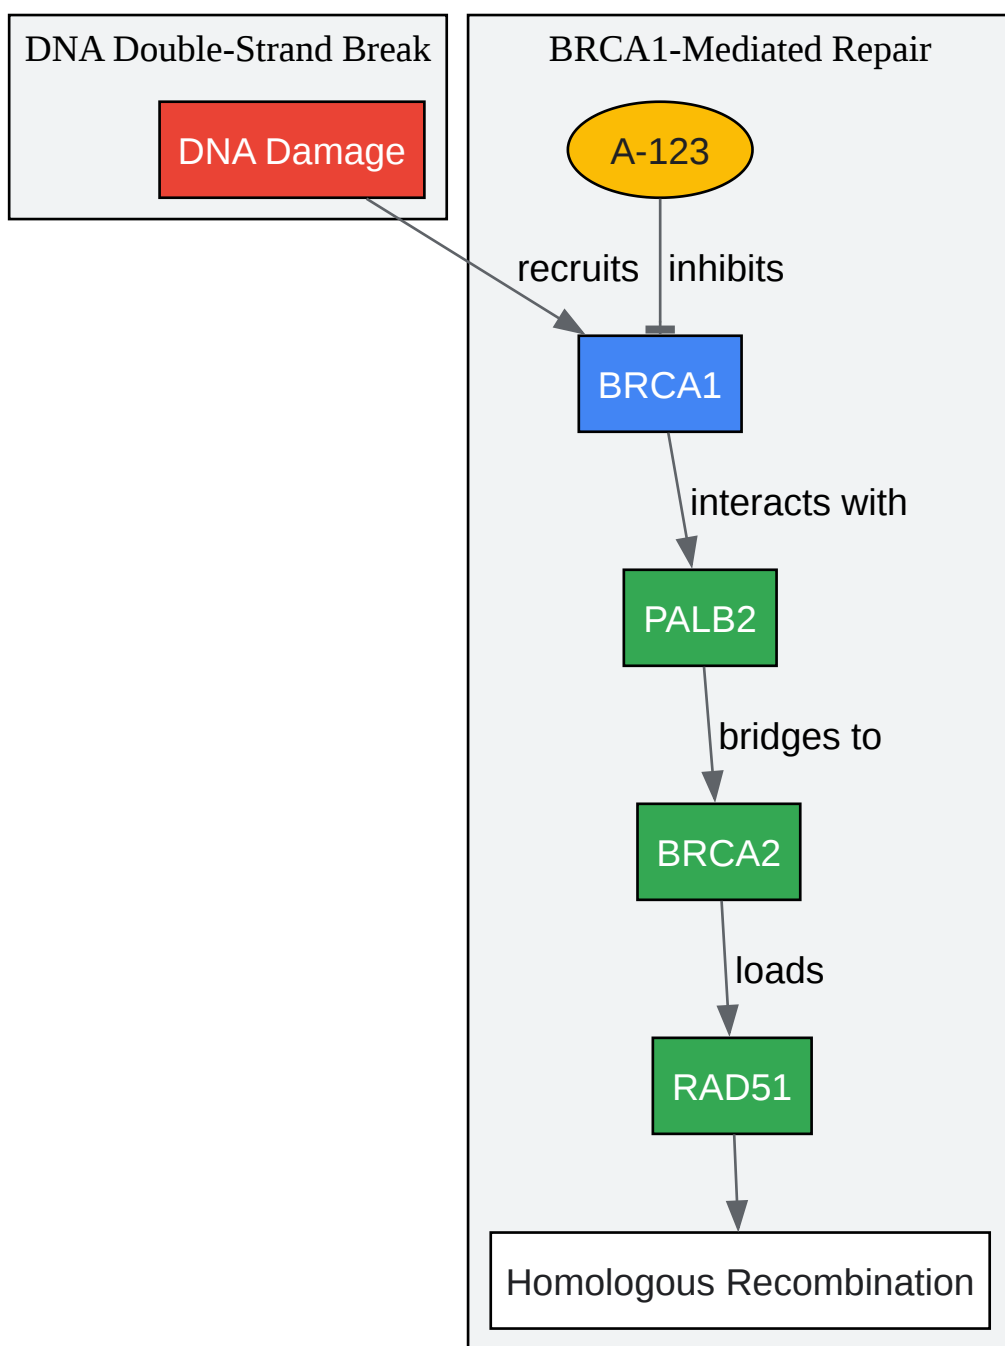 DNA Double-Strand Break
BRCA1-Mediated Repair
DNA Damage
A-123
recruits
inhibits
BRCA1
interacts with
PALB2
bridges to
BRCA2
loads
RAD51
Homologous Recombination